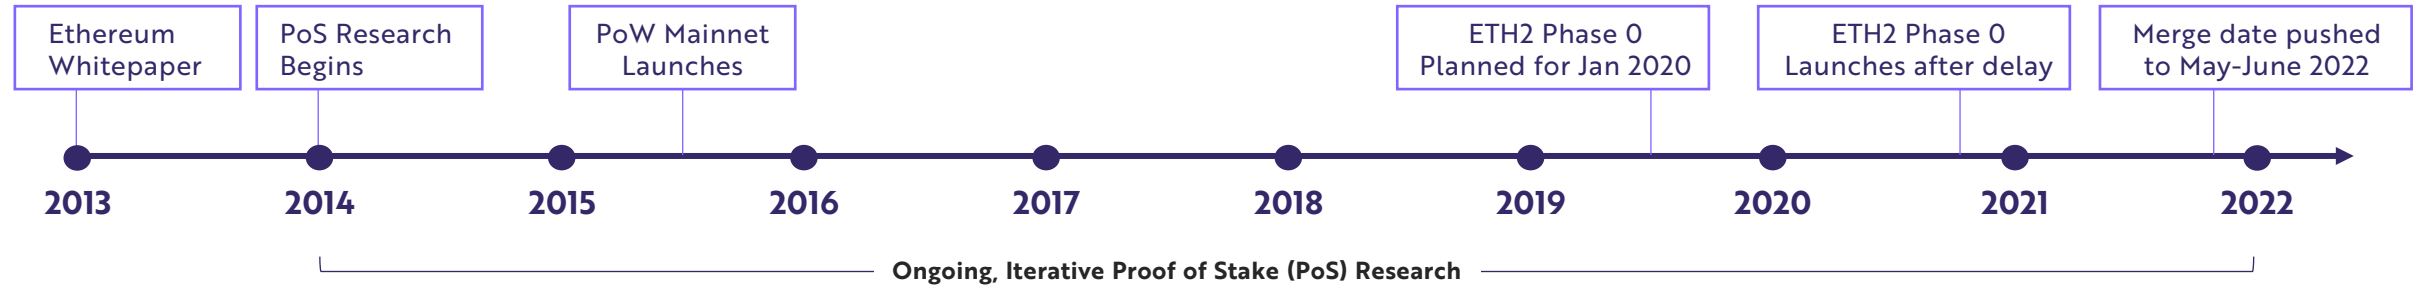 Ethereum
Whitepaper
PoS Research
Begins
PoW Mainnet
Launches
ETH2 Phase 0
Planned for Jan 2020
ETH2 Phase 0
Launches after delay
Merge date pushed
to May-June 2022
2013
2014
2015
2016
2017
2018
2019
2020
2021
2022
Ongoing, Iterative Proof of Stake (PoS) Research